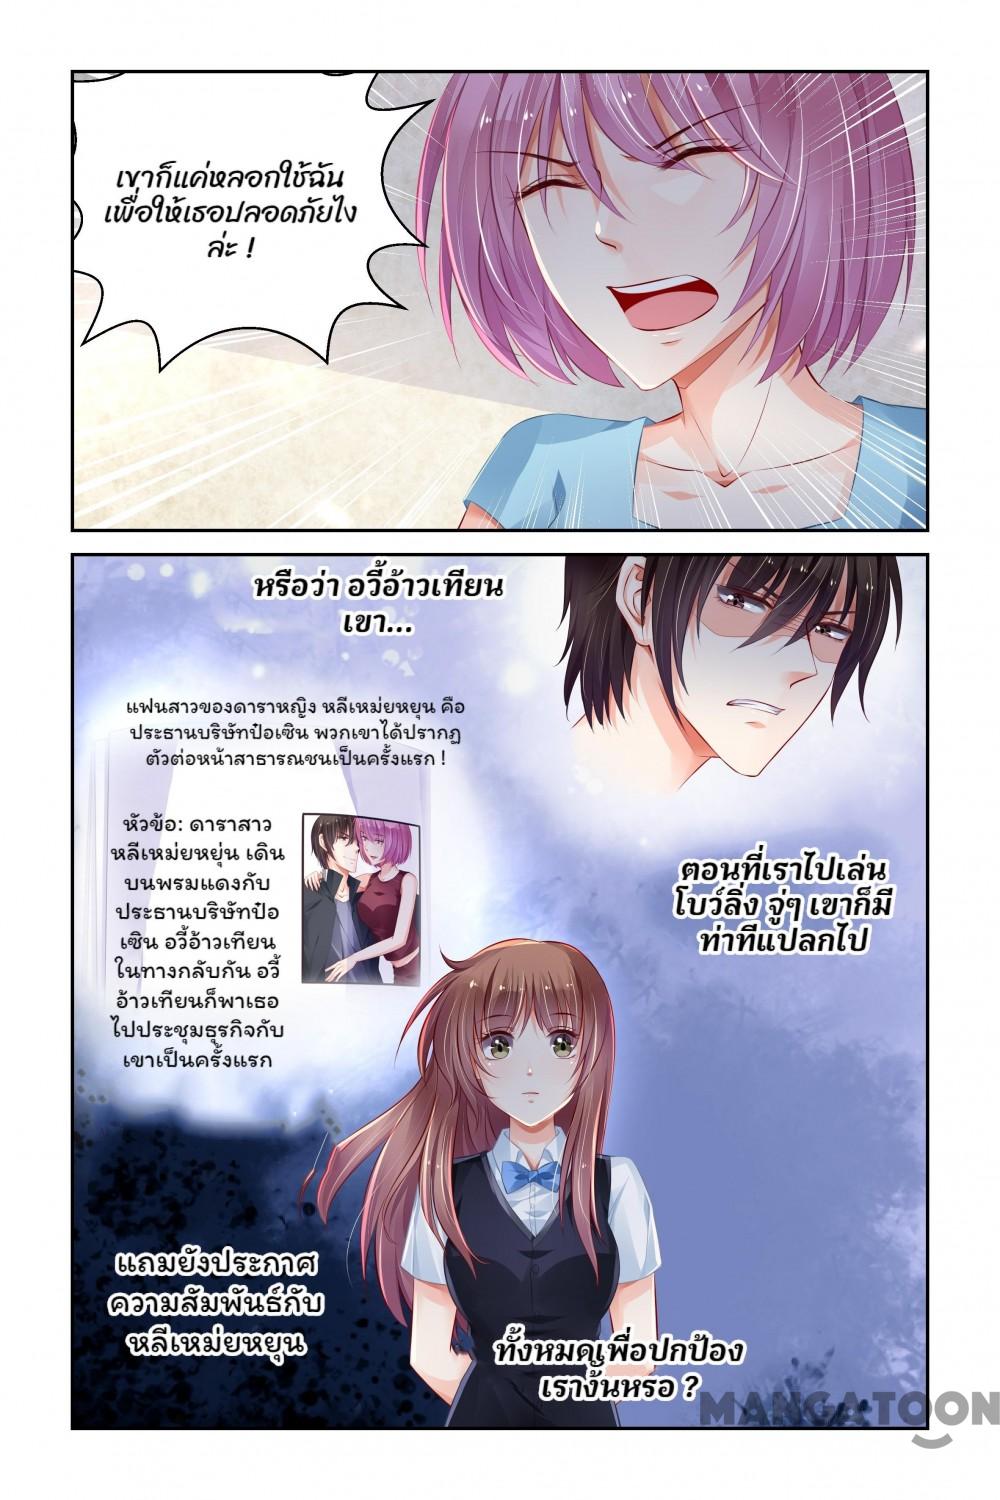 เขาก็แค่หลอกใช้ฉัน
เพื่อให้เธอปลอดภัยไง
ล่ะ !
หรือว่า อวี้อ้าวเทียน
เขา...
แฟนสาวของดาราหญิง หลีเหม่ยหยุน คือ
ประธานบริษัทป๋อเซิน พวกเขาได้ปรากฏ
ตัวต่อหน้าสาธารณชนเป็นครั้งแรก !
หัวข้อ: ดาราสาว
หลีเหม่ยหยุ่น เดิน
บนพรมแดงกับ
ประธานบริษัทป๋อ
เซิน อวี้อ้าวเทียน
ในทางกลับกัน อวี้
อ้าวเทียนก็พาเธอ
ไปประชุมธุรกิจกับ
เขาเป็นครั้งแรก
ตอนที่เราไปเล่น
โบว์ลิ่ง จู่ๆ เขาก็มี
ท่าทีแปลกไป
แถมยังประกาศ
ความสัมพันธ์กับ
หลีเหม่ยหยุน
ทั้งหมดเพื่อปกป้อง
เรางั้นหรอ ?
MANGATOON